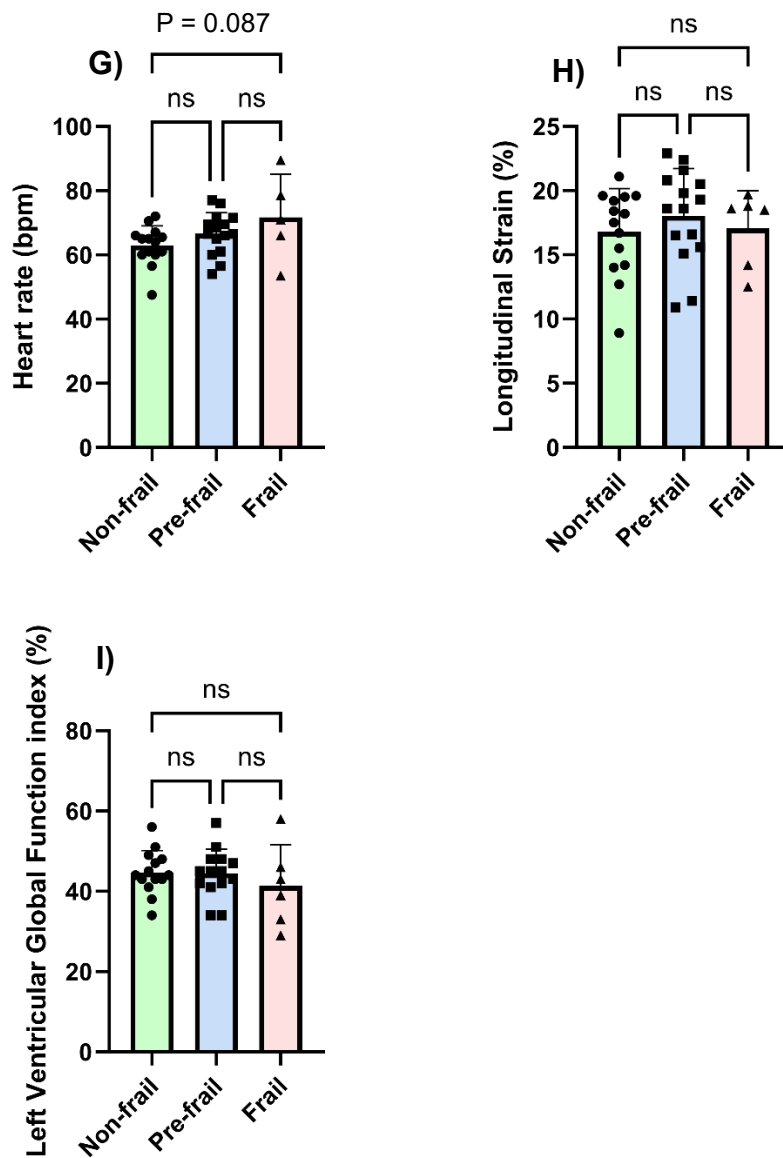 P = 0.087
G)
ns ns
100
80
60
40
20
0
Heart rate (bpm)
Non-frail
Pre-frail
Frail
H)
ns
ns ns
25
20
15
10
5
0
Longitudinal Strain (%)
Non-frail
Pre-frail
Frail
I)
ns
ns ns
80
60
40
20
0
Left Ventricular Global Function index (%)
Non-frail
Pre-frail
Frail